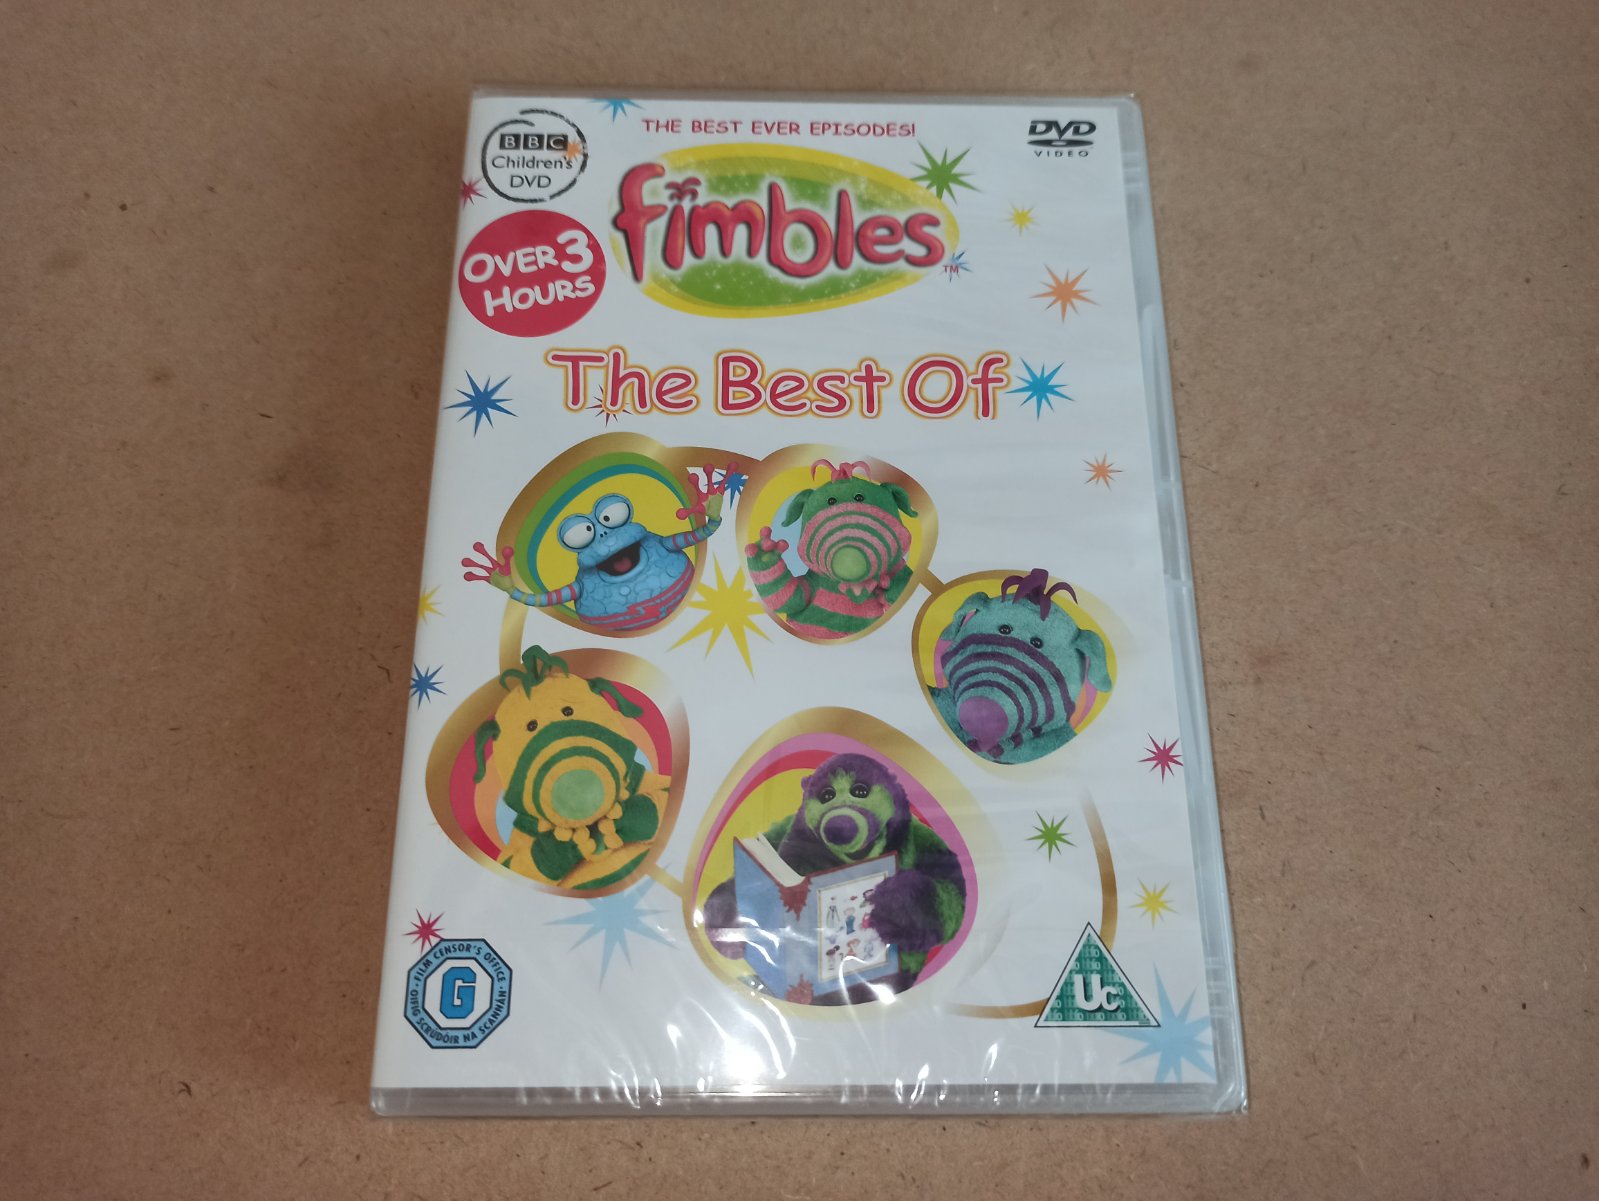 THE BEST EVER EPISODES!
BBC
Children's
DVD
DVD
VIDEO
fimbles
TM
OVER 3
HOURS
The Best Of
FILM CENSOR'S OFFICE
G
OIFIG SCRÚDÓIR NA SCANNÁN
Uc